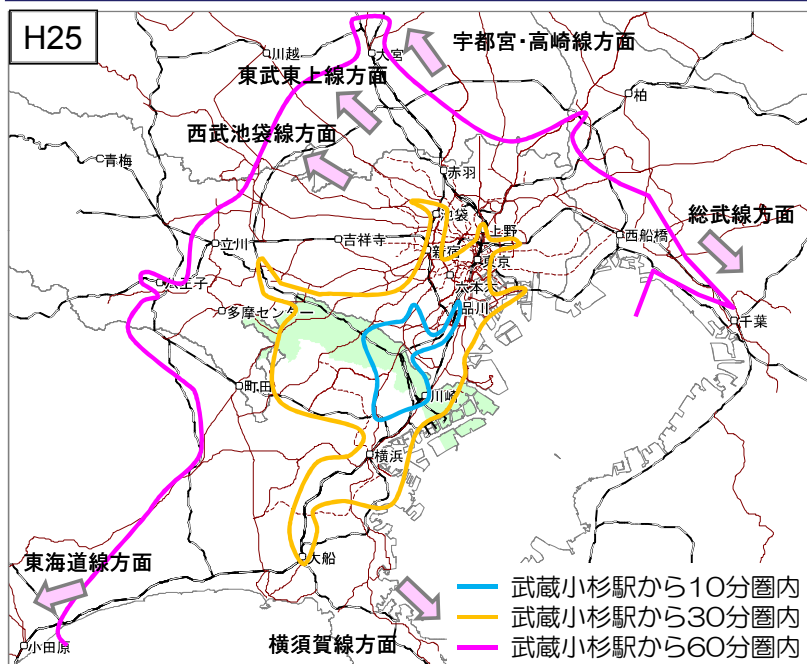 H25
川越
大宮
宇都宮・高崎線方面
東武東上線方面
柏
西武池袋線方面
青梅
赤羽
池袋
上野
総武線方面
立川
吉祥寺
新宿
西船橋
東京
八王子
六本木
多摩センター
品川
千葉
町田
川崎
横浜
東海道線方面
大船
武蔵小杉駅から10分圏内
武蔵小杉駅から30分圏内
小田原
横須賀線方面
武蔵小杉駅から60分圏内